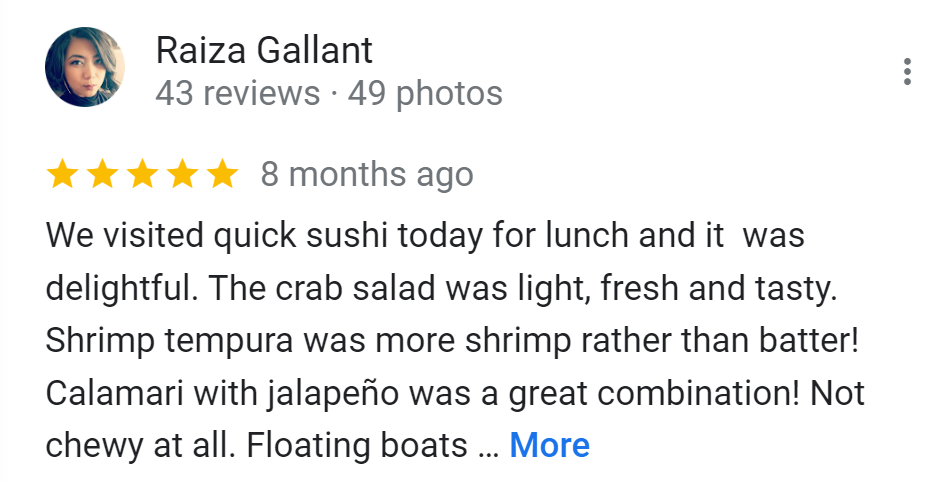 Raiza Gallant
43 reviews · 49 photos
8 months ago
We visited quick sushi today for lunch and it  was
delightful. The crab salad was light, fresh and tasty.
Shrimp tempura was more shrimp rather than batter!
Calamari with jalapeño was a great combination! Not
chewy at all. Floating boats ... More